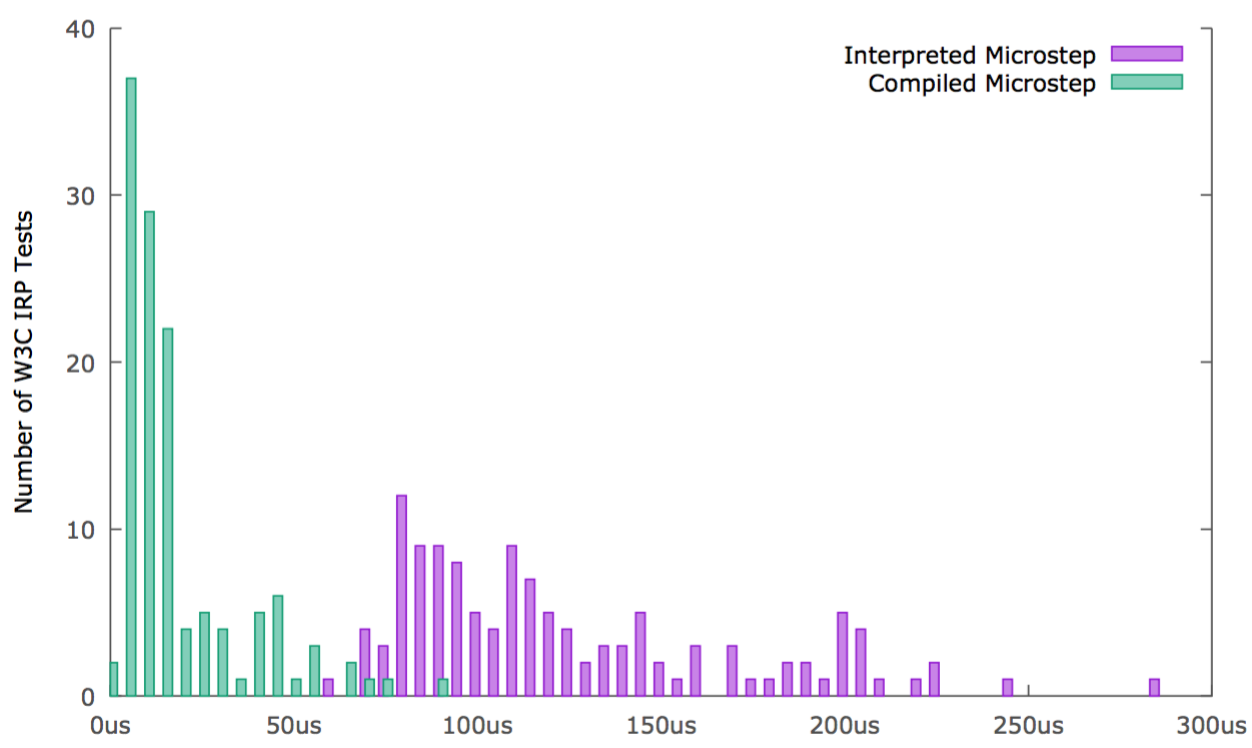 40
30
20
10
0
Number of W3C IRP Tests
Interpreted Microstep
Compiled Microstep
0us 50us 100us 150us 200us 250us 300us